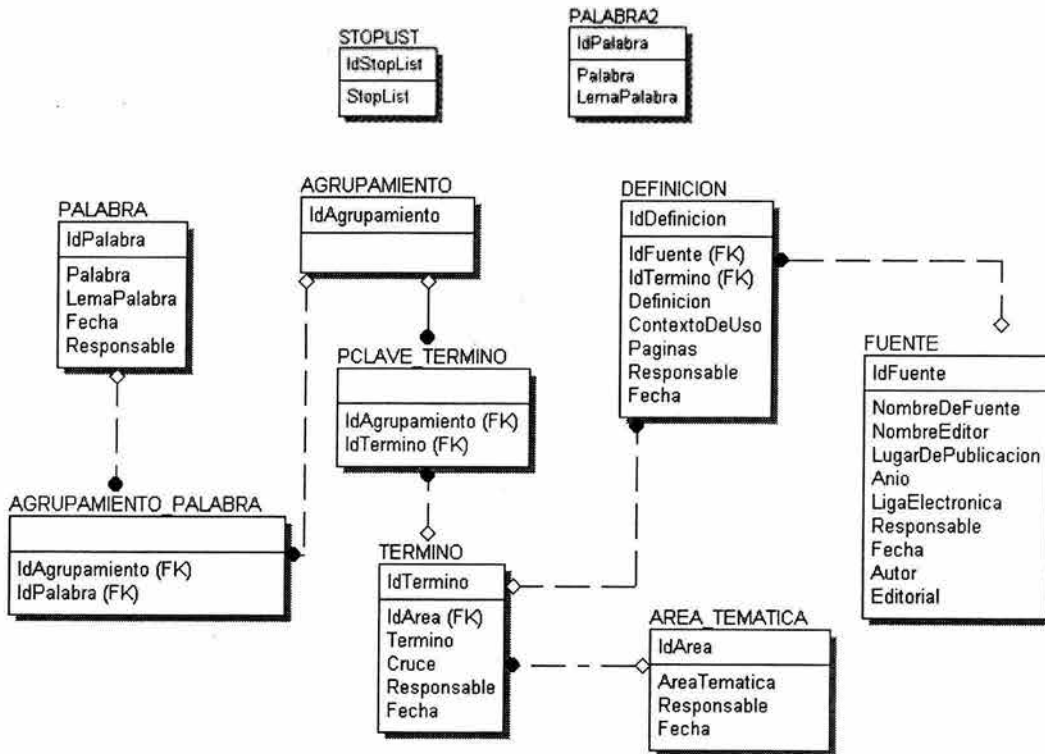 STOPLIST
IdStopList
StopList
PALABRA2
IdPalabra
Palabra
LemaPalabra
PALABRA
IdPalabra
Palabra
LemaPalabra
Fecha
Responsable
AGRUPAMIENTO
IdAgrupamiento
DEFINICION
IdDefinicion
IdFuente (FK)
IdTermino (FK)
Definicion
ContextoDeUso
Paginas
Responsable
Fecha
FUENTE
IdFuente
NombreDeFuente
NombreEditor
LugarDePublicacion
Anio
LigaElectronica
Responsable
Fecha
Autor
Editorial
PCLAVE_TERMINO
IdAgrupamiento (FK)
IdTermino (FK)
AGRUPAMIENTO_PALABRA
IdAgrupamiento (FK)
IdPalabra (FK)
TERMINO
IdTermino
IdArea (FK)
Termino
Cruce
Responsable
Fecha
AREA_TEMATICA
IdArea
AreaTematica
Responsable
Fecha